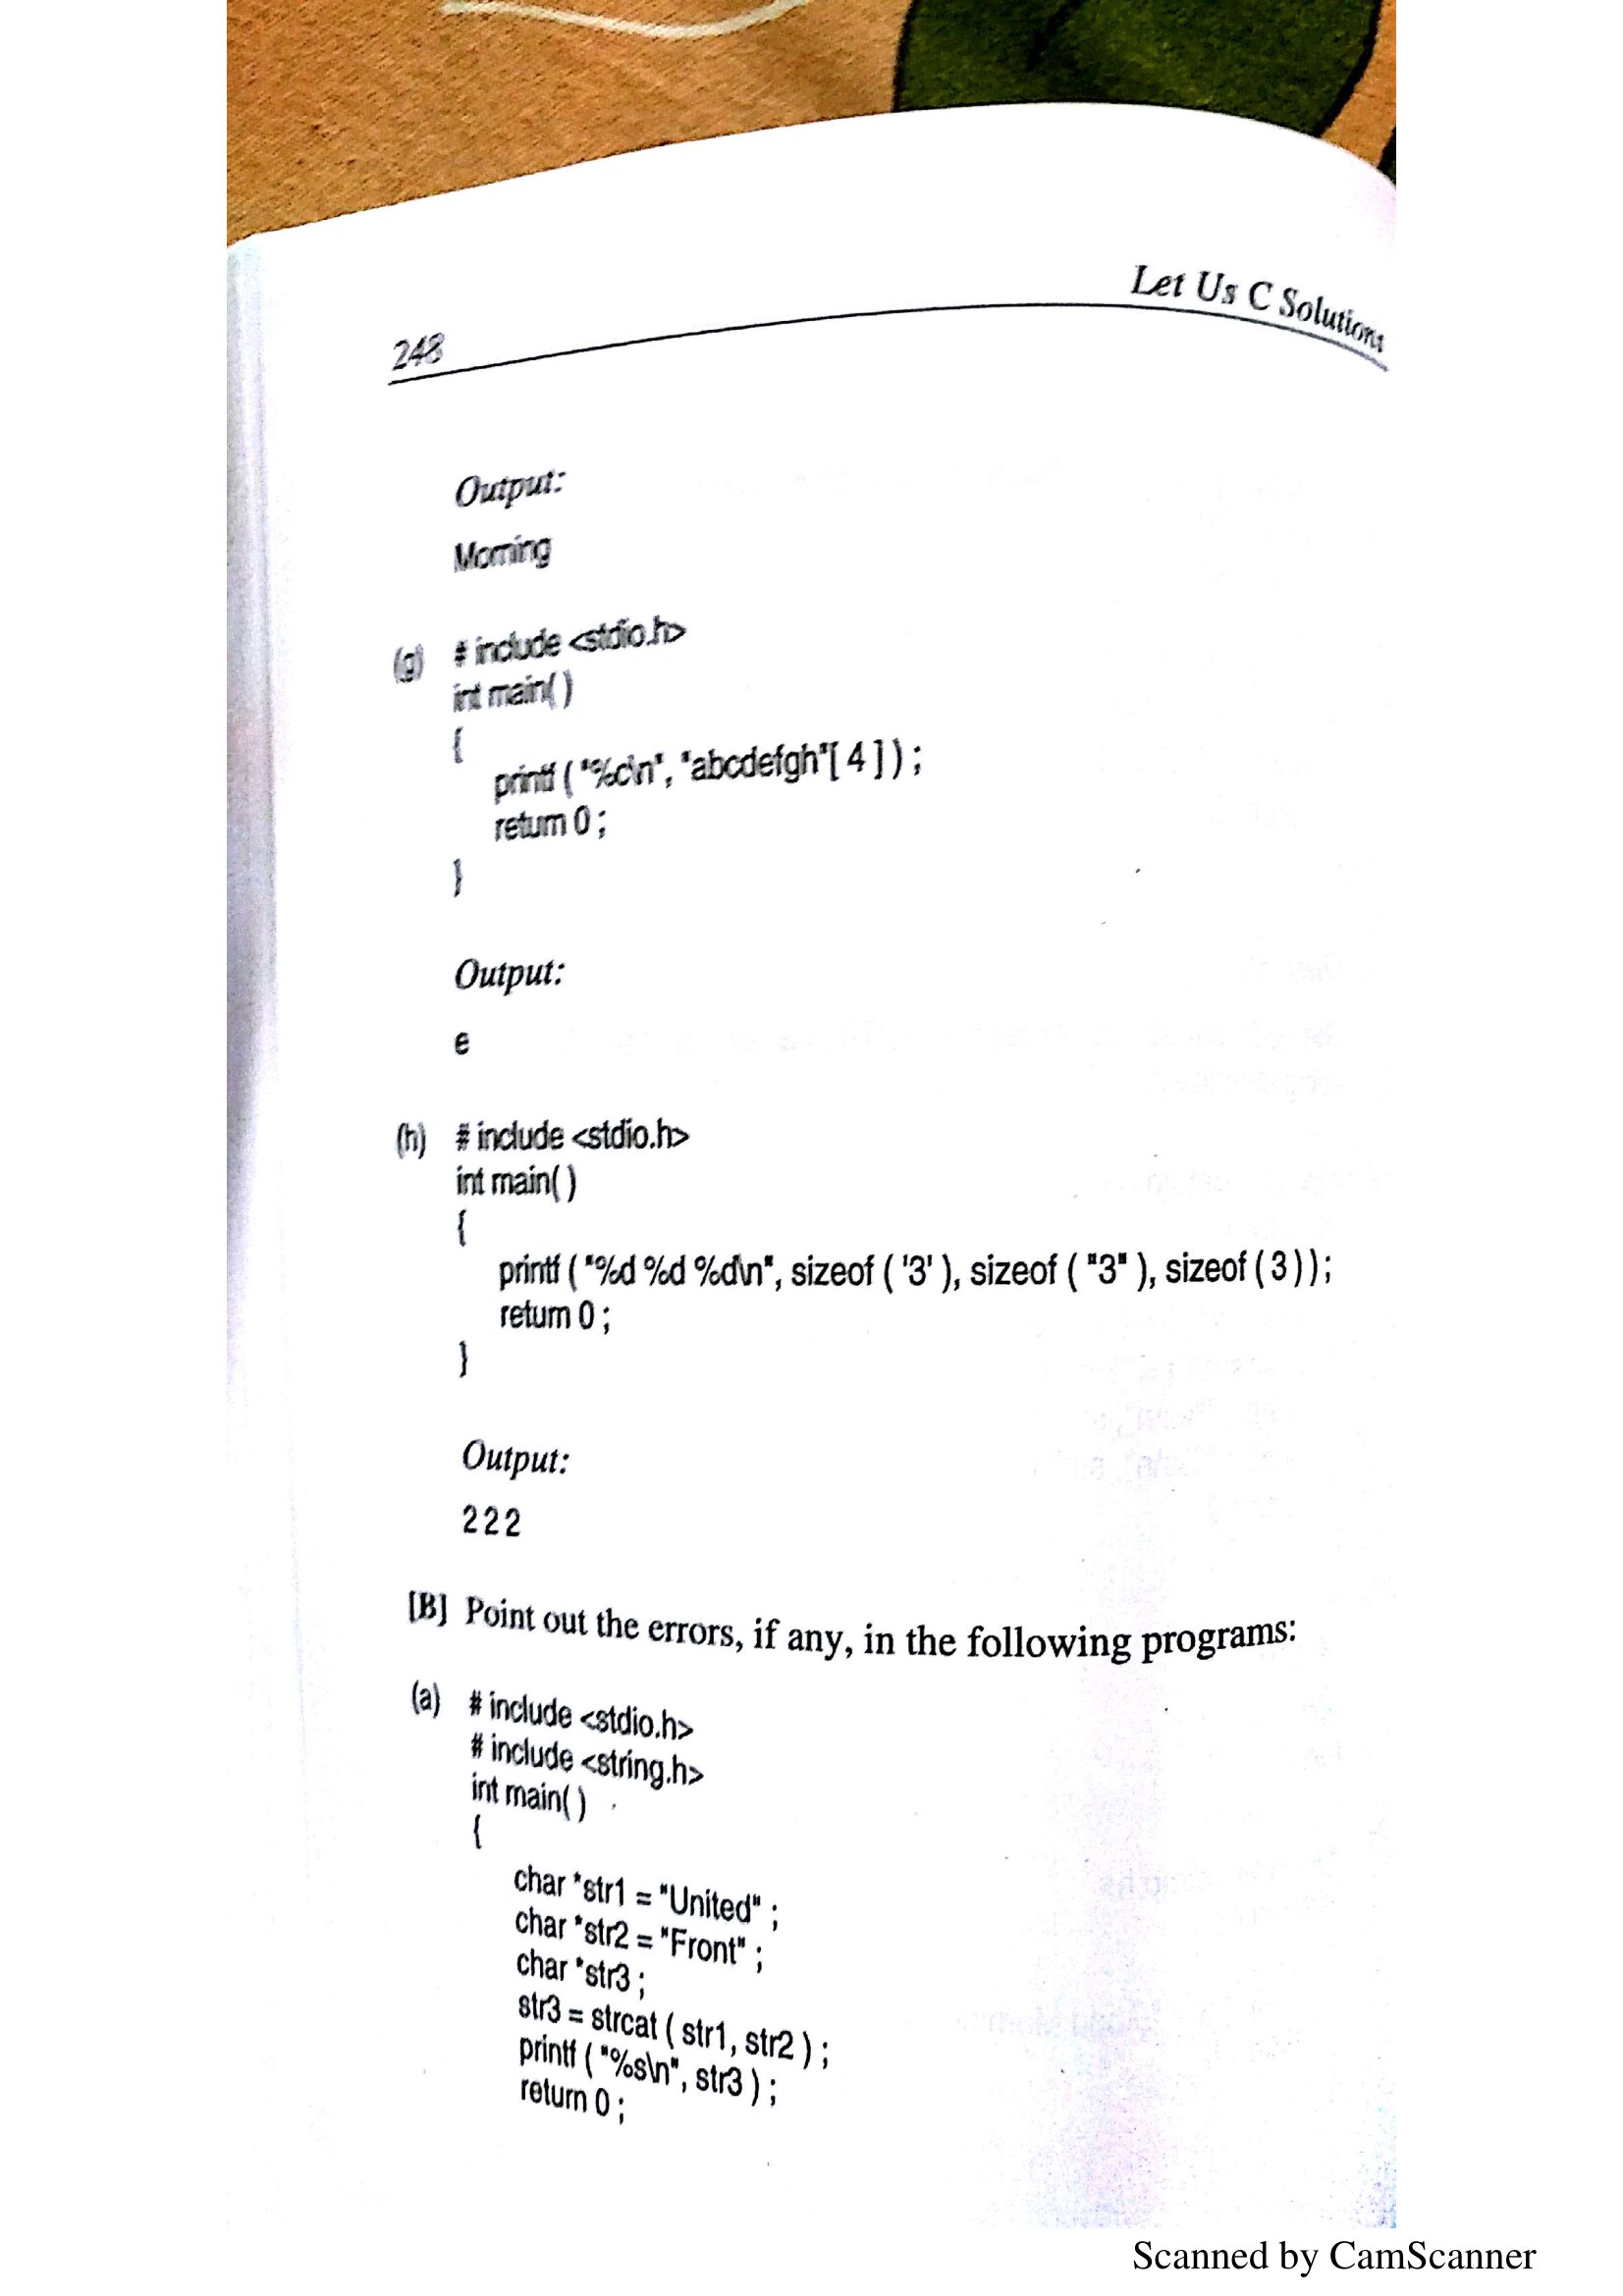 Let Us C Solutions
248
Output:
Morning
(g) # include <stdio.h>
int main( )
{
printf ( "%c\n", "abcdefgh"[ 4 ] ) ;
return 0 ;
}
Output:
e
(h) # include <stdio.h>
int main( )
{
printf ( "%d %d %d\n", sizeof ( '3' ), sizeof ( "3" ), sizeof ( 3 ) ) ;
return 0 ;
}
Output:
2 2 2
[B] Point out the errors, if any, in the following programs:
(a) # include <stdio.h>
# include <string.h>
int main( )
{
char *str1 = "United" ;
char *str2 = "Front" ;
char *str3 ;
str3 = strcat ( str1, str2 ) ;
printf ( "%s\n", str3 ) ;
return 0 ;
Scanned by CamScanner